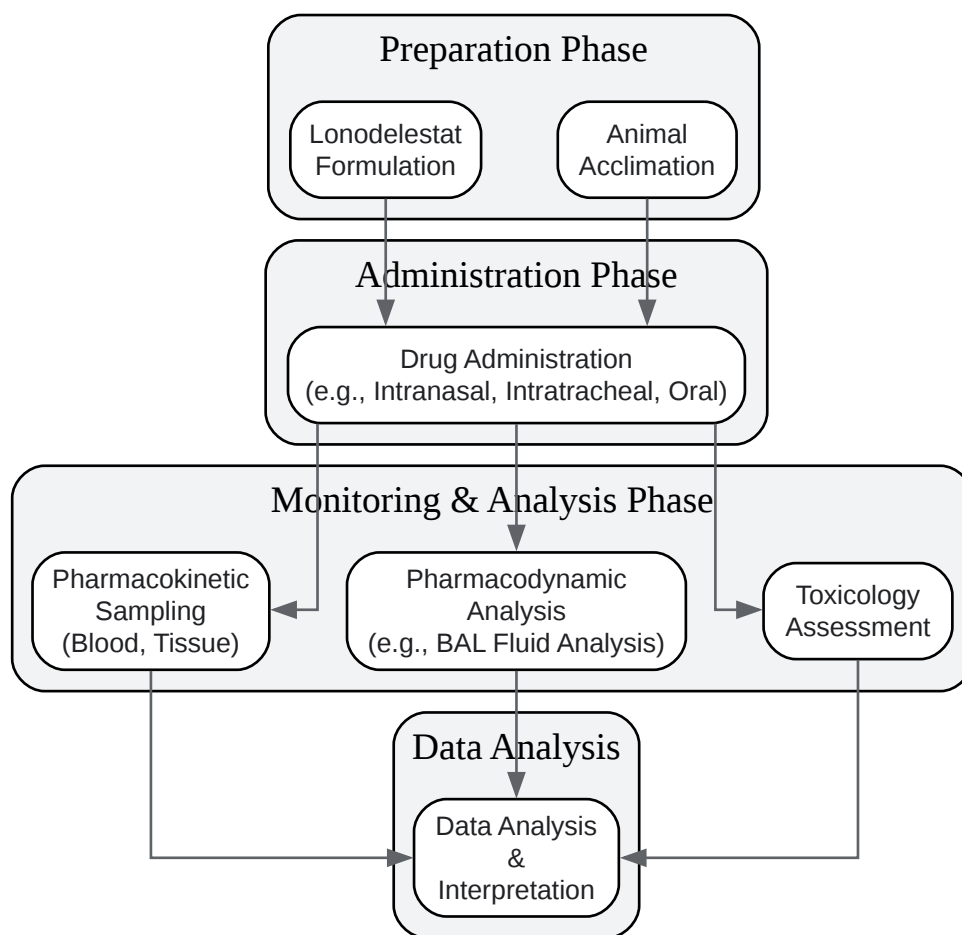 Preparation Phase
Lonodelestat
Formulation
Animal
Acclimation
Administration Phase
Drug Administration
(e.g., Intranasal, Intratracheal, Oral)
Monitoring & Analysis Phase
Pharmacokinetic
Sampling
(Blood, Tissue)
Pharmacodynamic
Analysis
(e.g., BAL Fluid Analysis)
Toxicology
Assessment
Data Analysis
Data Analysis
&
Interpretation